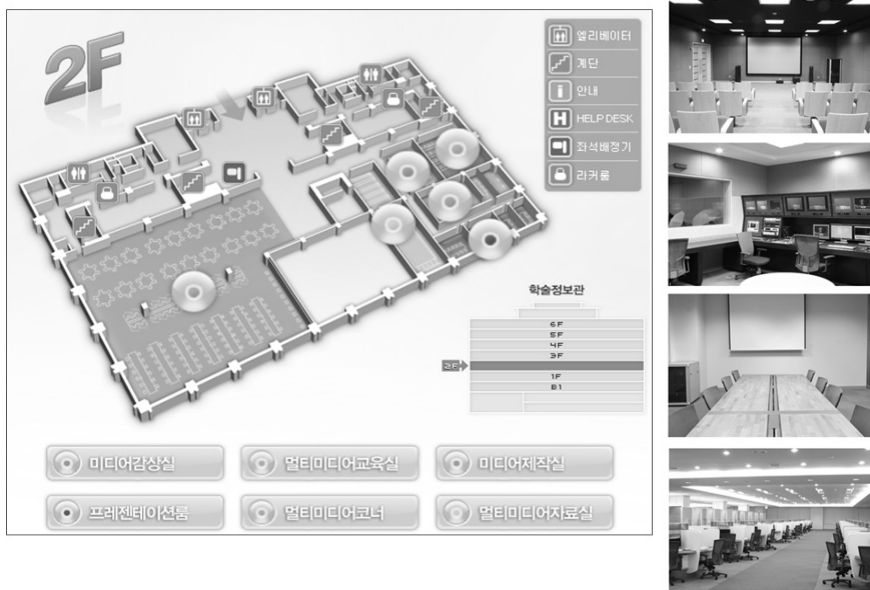 2F
엘리베이터
계단
안내
HELP DESK
좌석배정기
라커룸
학술정보관
6F
5F
4F
3F
2F
1F
B1
미디어감상실
멀티미디어교육실
미디어제작실
프레젠테이션룸
멀티미디어코너
멀티미디어자료실